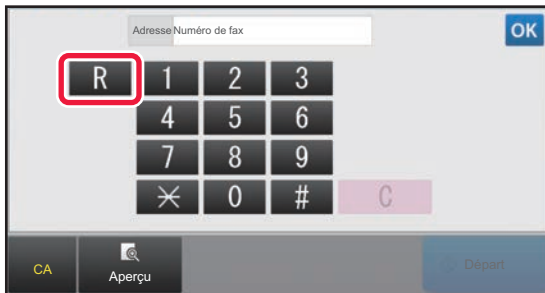 Adresse Numéro de fax
OK
R 1 2 3
4 5 6
7 8 9
* 0 # C
CA
Aperçu
Départ